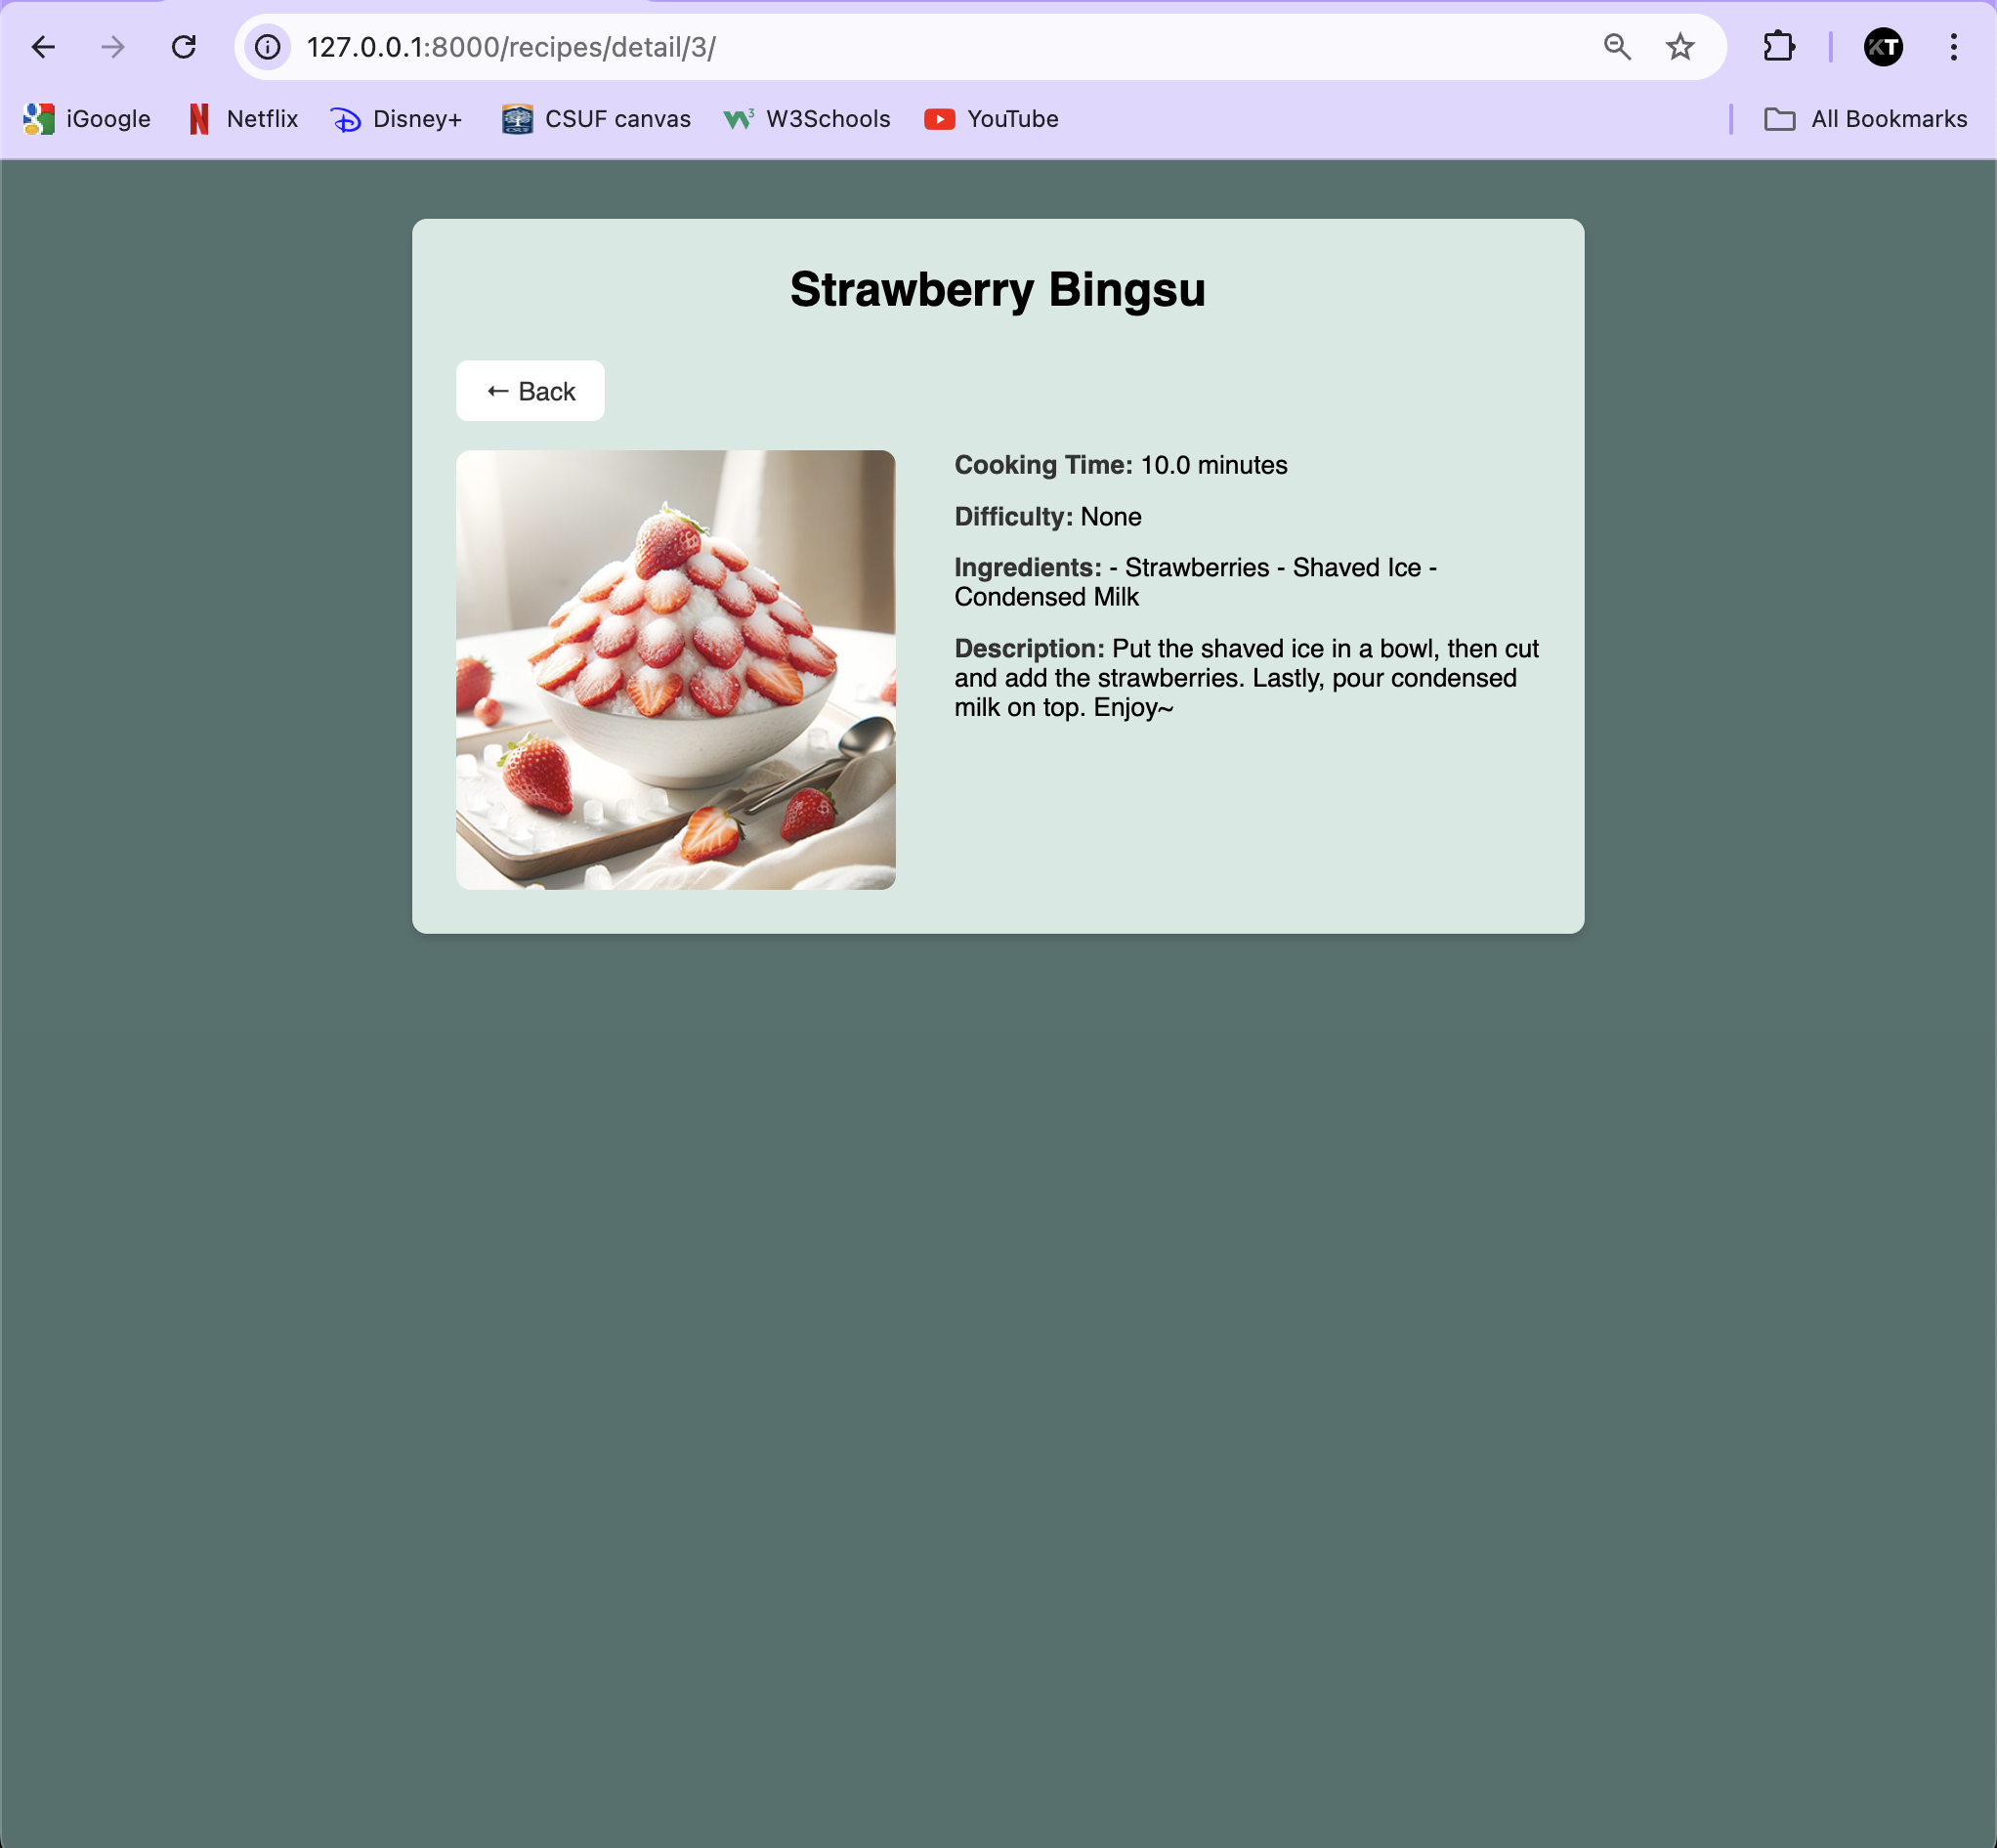 127.0.0.1:8000/recipes/detail/3/
KT
iGoogle Netflix Disney+ CSUF canvas W3Schools YouTube All Bookmarks
Strawberry Bingsu
← Back
Cooking Time: 10.0 minutes
Difficulty: None
Ingredients: - Strawberries - Shaved Ice -
Condensed Milk
Description: Put the shaved ice in a bowl, then cut
and add the strawberries. Lastly, pour condensed
milk on top. Enjoy~